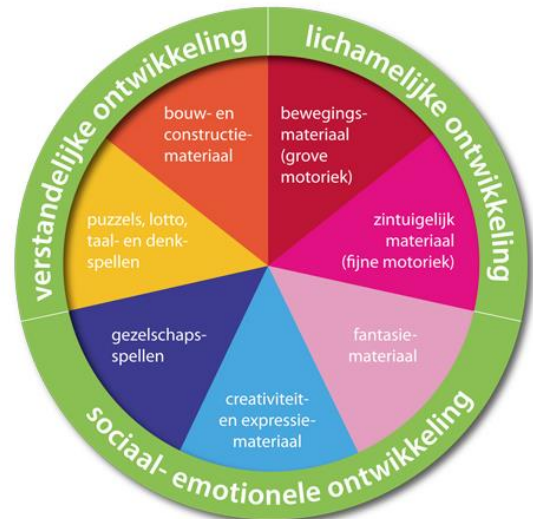 verstandelijke ontwikkeling
lichamelijke ontwikkeling
bouw- en
constructie-
materiaal
bewegings-
materiaal
(grove
motoriek)
puzzels, lotto,
taal- en denk-
spellen
zintuigelijk
materiaal
(fijne motoriek)
gezelschaps-
spellen
fantasie-
materiaal
creativiteit-
en expressie-
materiaal
sociaal- emotionele ontwikkeling